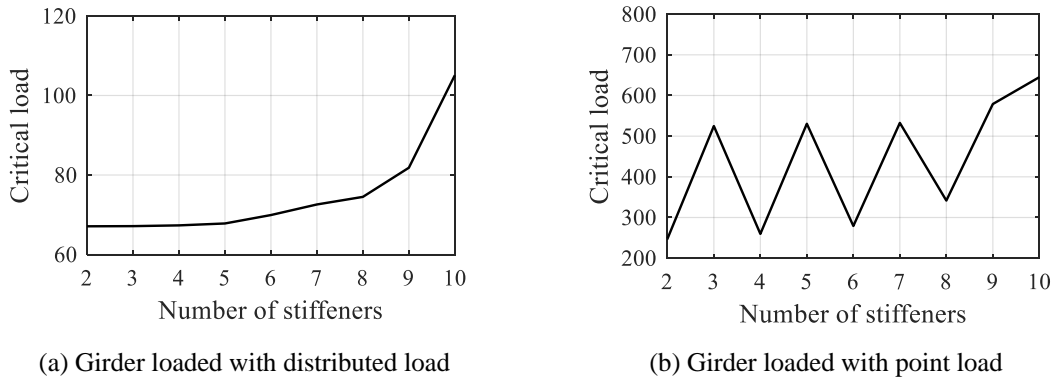 120
100
80
60
Critical load
2 3 4 5 6 7 8 9 10
Number of stiffeners
(a) Girder loaded with distributed load
800
700
600
500
400
300
200
Critical load
2 3 4 5 6 7 8 9 10
Number of stiffeners
(b) Girder loaded with point load